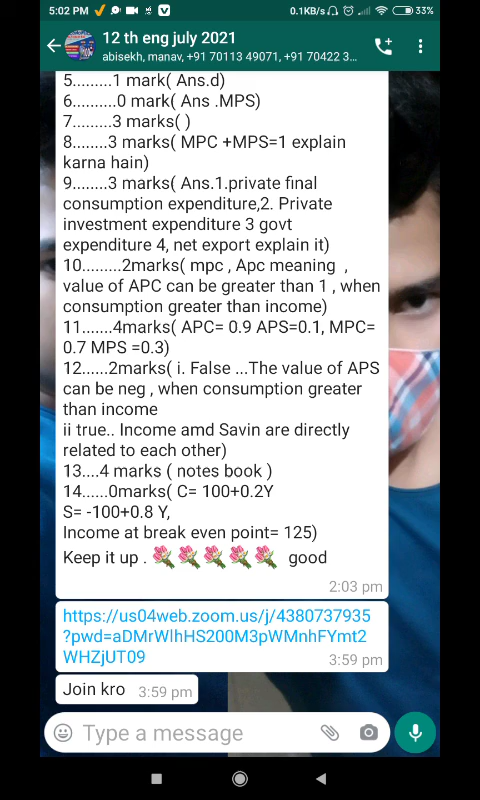 5:02 PM
0.1KB/s
33%
12 th eng july 2021
abisekh, manav, +91 70113 49071, +91 70422 3...
5.........1 mark( Ans.d)
6..........0 mark( Ans .MPS)
7.........3 marks( )
8........3 marks( MPC +MPS=1 explain
karna hain)
9........3 marks( Ans.1.private final
consumption expenditure,2. Private
investment expenditure 3 govt
expenditure 4, net export explain it)
10.........2marks( mpc , Apc meaning ,
value of APC can be greater than 1 , when
consumption greater than income)
11.......4marks( APC= 0.9 APS=0.1, MPC=
0.7 MPS =0.3)
12......2marks( i. False ...The value of APS
can be neg , when consumption greater
than income
ii true.. Income amd Savin are directly
related to each other)
13....4 marks ( notes book )
14......0marks( C= 100+0.2Y
S= -100+0.8 Y,
Income at break even point= 125)
Keep it up . 💐💐💐💐💐 good
2:03 pm
https://us04web.zoom.us/j/4380737935
?pwd=aDMrWlhHS200M3pWMnhFYmt2
WHZjUT09
3:59 pm
Join kro 3:59 pm
Type a message